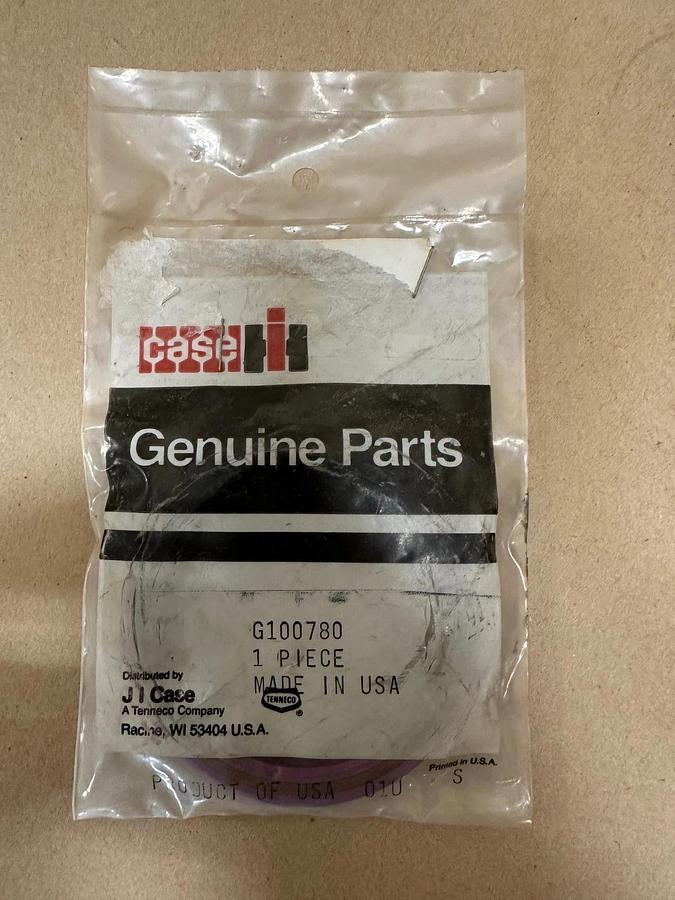 case IH
Genuine Parts
G100780
1 PIECE
MADE IN USA
Distributed by
J I Case
A Tenneco Company
Racine, WI 53404 U.S.A.
TENNECO
®
Printed in U.S.A.
S
PRODUCT OF USA 01U